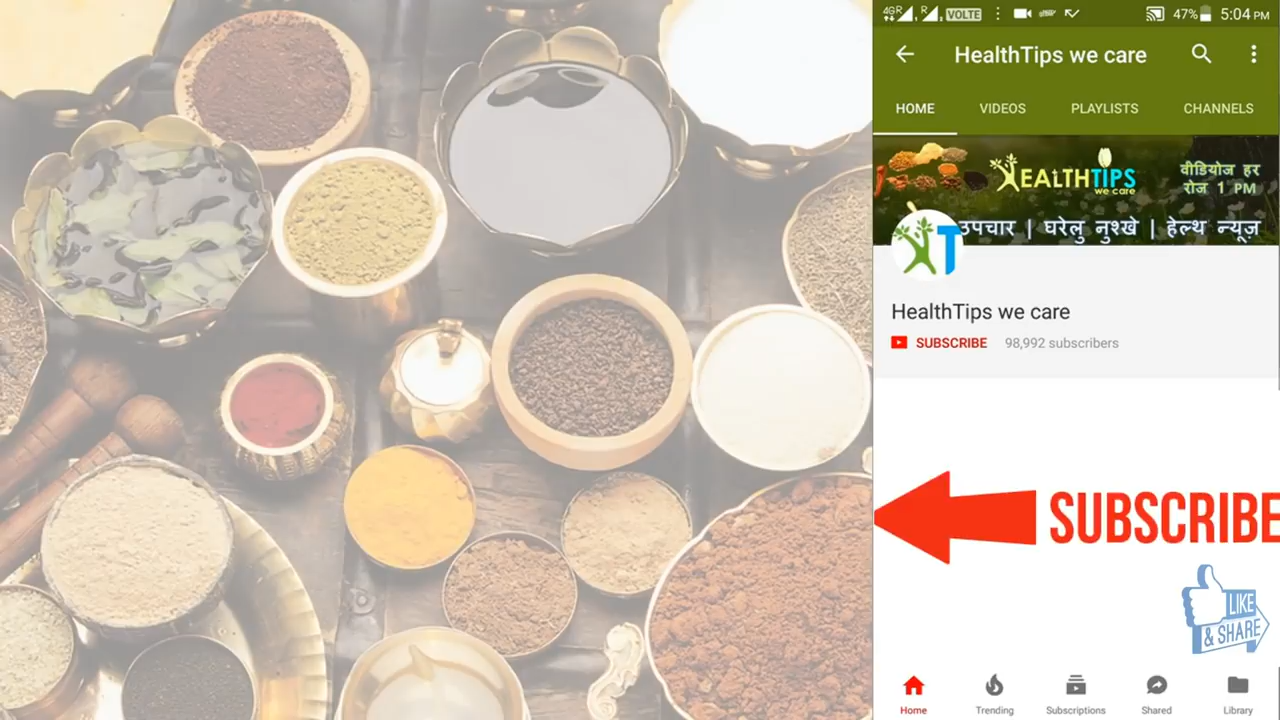 4G R R VOLTE 47% 5:04 PM
HealthTips we care
HOME VIDEOS PLAYLISTS CHANNELS
HEALTHTIPS
we care
वीडियोज हर
रोज 1 PM
उपचार | घरेलु नुश्खे | हेल्थ न्यूज़
T
HealthTips we care
SUBSCRIBE 98,992 subscribers
SUBSCRIBE
LIKE
& SHARE
Home Trending Subscriptions Shared Library